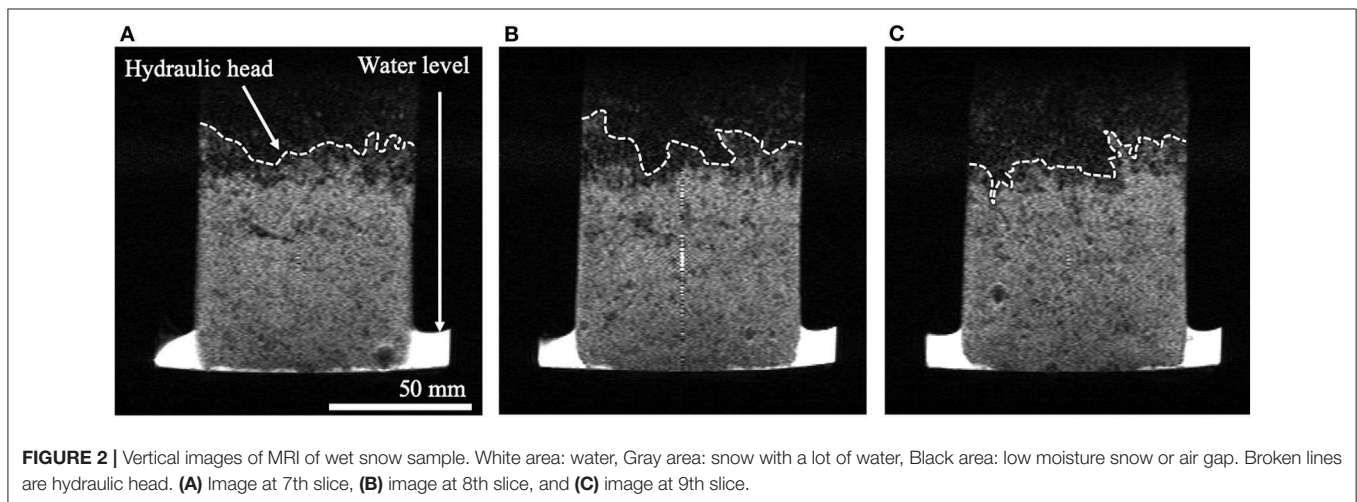 A
B
C
Hydraulic head
Water level
50 mm
FIGURE 2 | Vertical images of MRI of wet snow sample. White area: water, Gray area: snow with a lot of water, Black area: low moisture snow or air gap. Broken lines
are hydraulic head. (A) Image at 7th slice, (B) image at 8th slice, and (C) image at 9th slice.